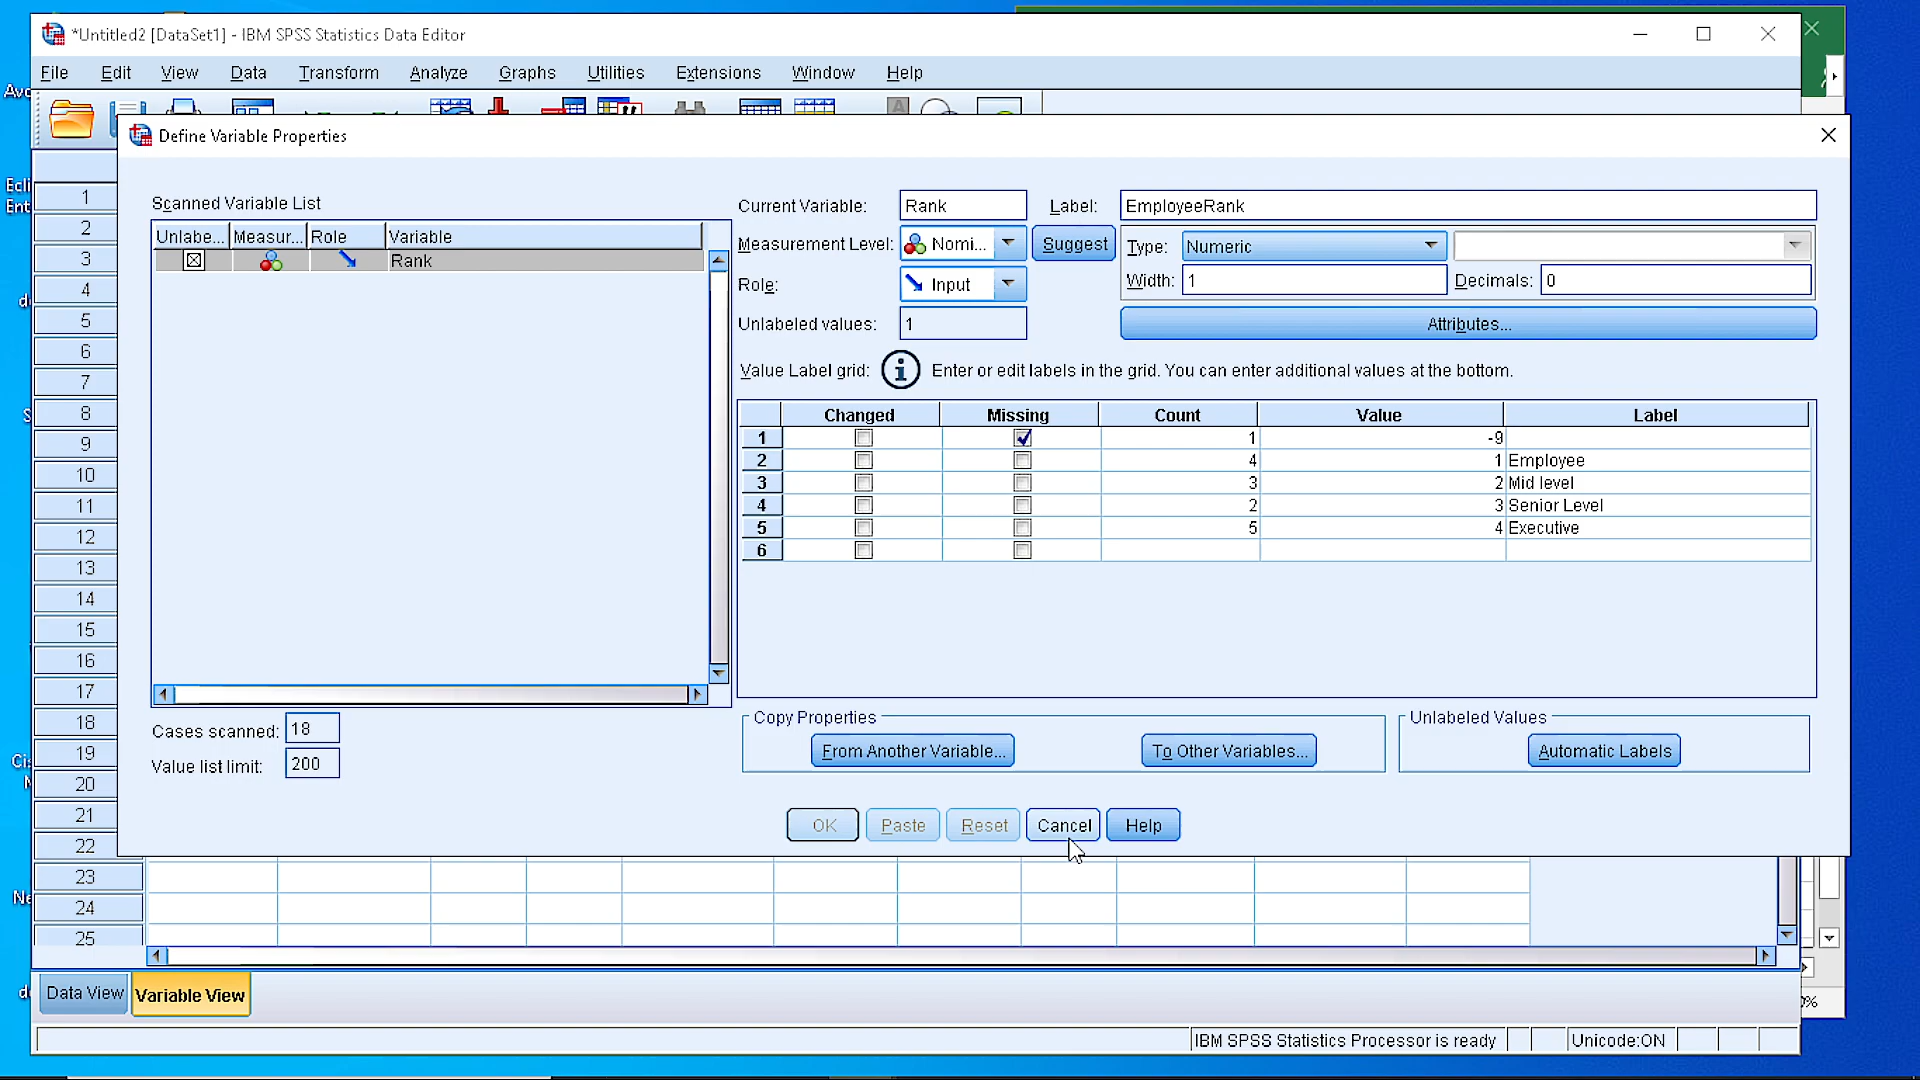 *Untitled2 [DataSet1] - IBM SPSS Statistics Data Editor
File Edit View Data Transform Analyze Graphs Utilities Extensions Window Help
Define Variable Properties
Scanned Variable List
Unlabe... Measur... Role Variable
Rank
Cases scanned: 18
Value list limit: 200
Current Variable: Rank Label: EmployeeRank
Measurement Level: Nomi... Suggest Type: Numeric
Role: Input Width: 1 Decimals: 0
Unlabeled values: 1 Attributes...
Value Label grid: Enter or edit labels in the grid. You can enter additional values at the bottom.
Changed Missing Count Value Label
1 1 -9
2 4 1 Employee
3 3 2 Mid level
4 2 3 Senior Level
5 5 4 Executive
6
Copy Properties
From Another Variable... To Other Variables...
Unlabeled Values
Automatic Labels
OK Paste Reset Cancel Help
1
2
3
4
5
6
7
8
9
10
11
12
13
14
15
16
17
18
19
20
21
22
23
24
25
Data View Variable View
IBM SPSS Statistics Processor is ready Unicode:ON